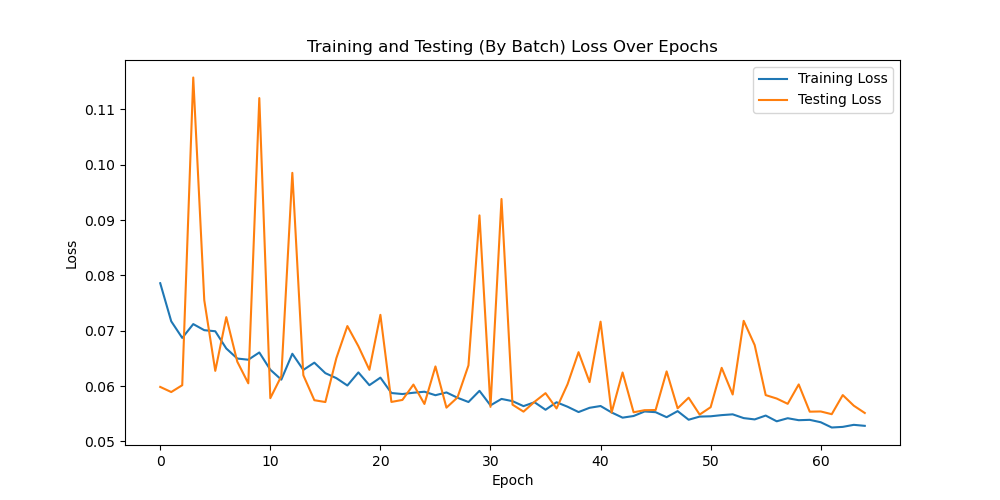 Training and Testing (By Batch) Loss Over Epochs
Training Loss
Testing Loss
Loss
0.11
0.10
0.09
0.08
0.07
0.06
0.05
0 10 20 30 40 50 60
Epoch